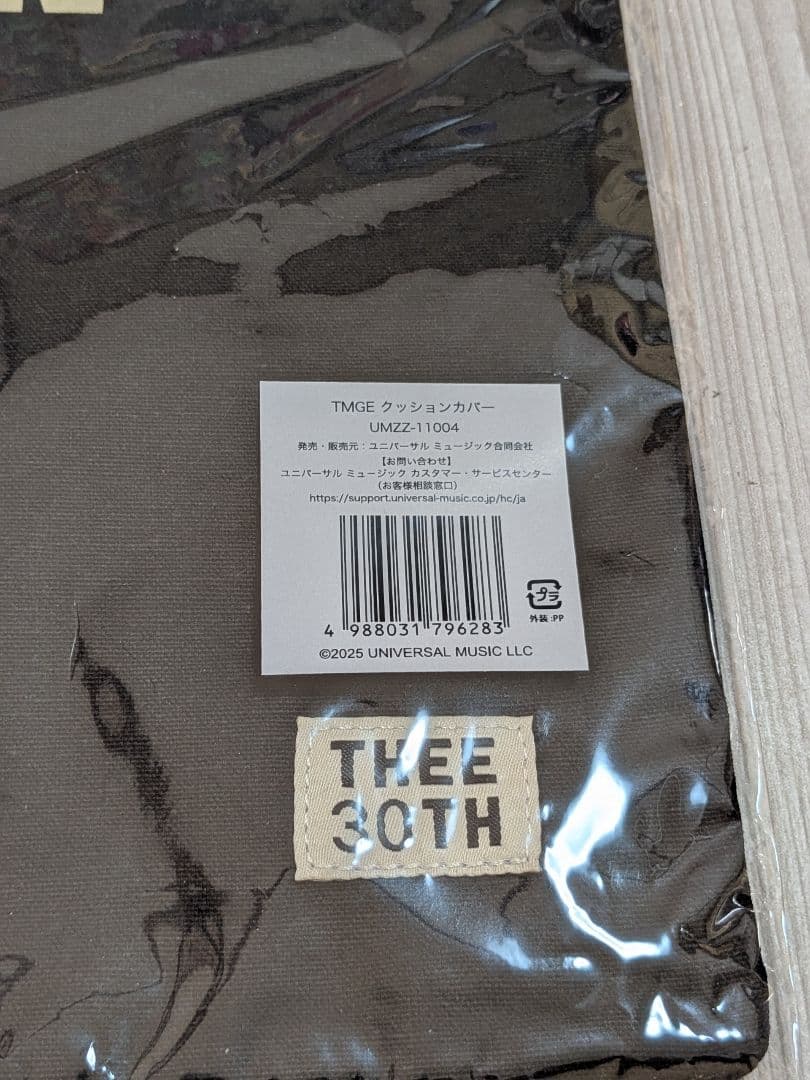 TMGE クッションカバー
UMZZ-11004
発売・販売元：ユニバーサル ミュージック合同会社
【お問い合わせ】
ユニバーサル ミュージック カスタマー・サービスセンター
（お客様相談窓口）
https://support.universal-music.co.jp/hc/ja
4 988031 796283
プラ
外装:PP
©2025 UNIVERSAL MUSIC LLC
THEE
30TH